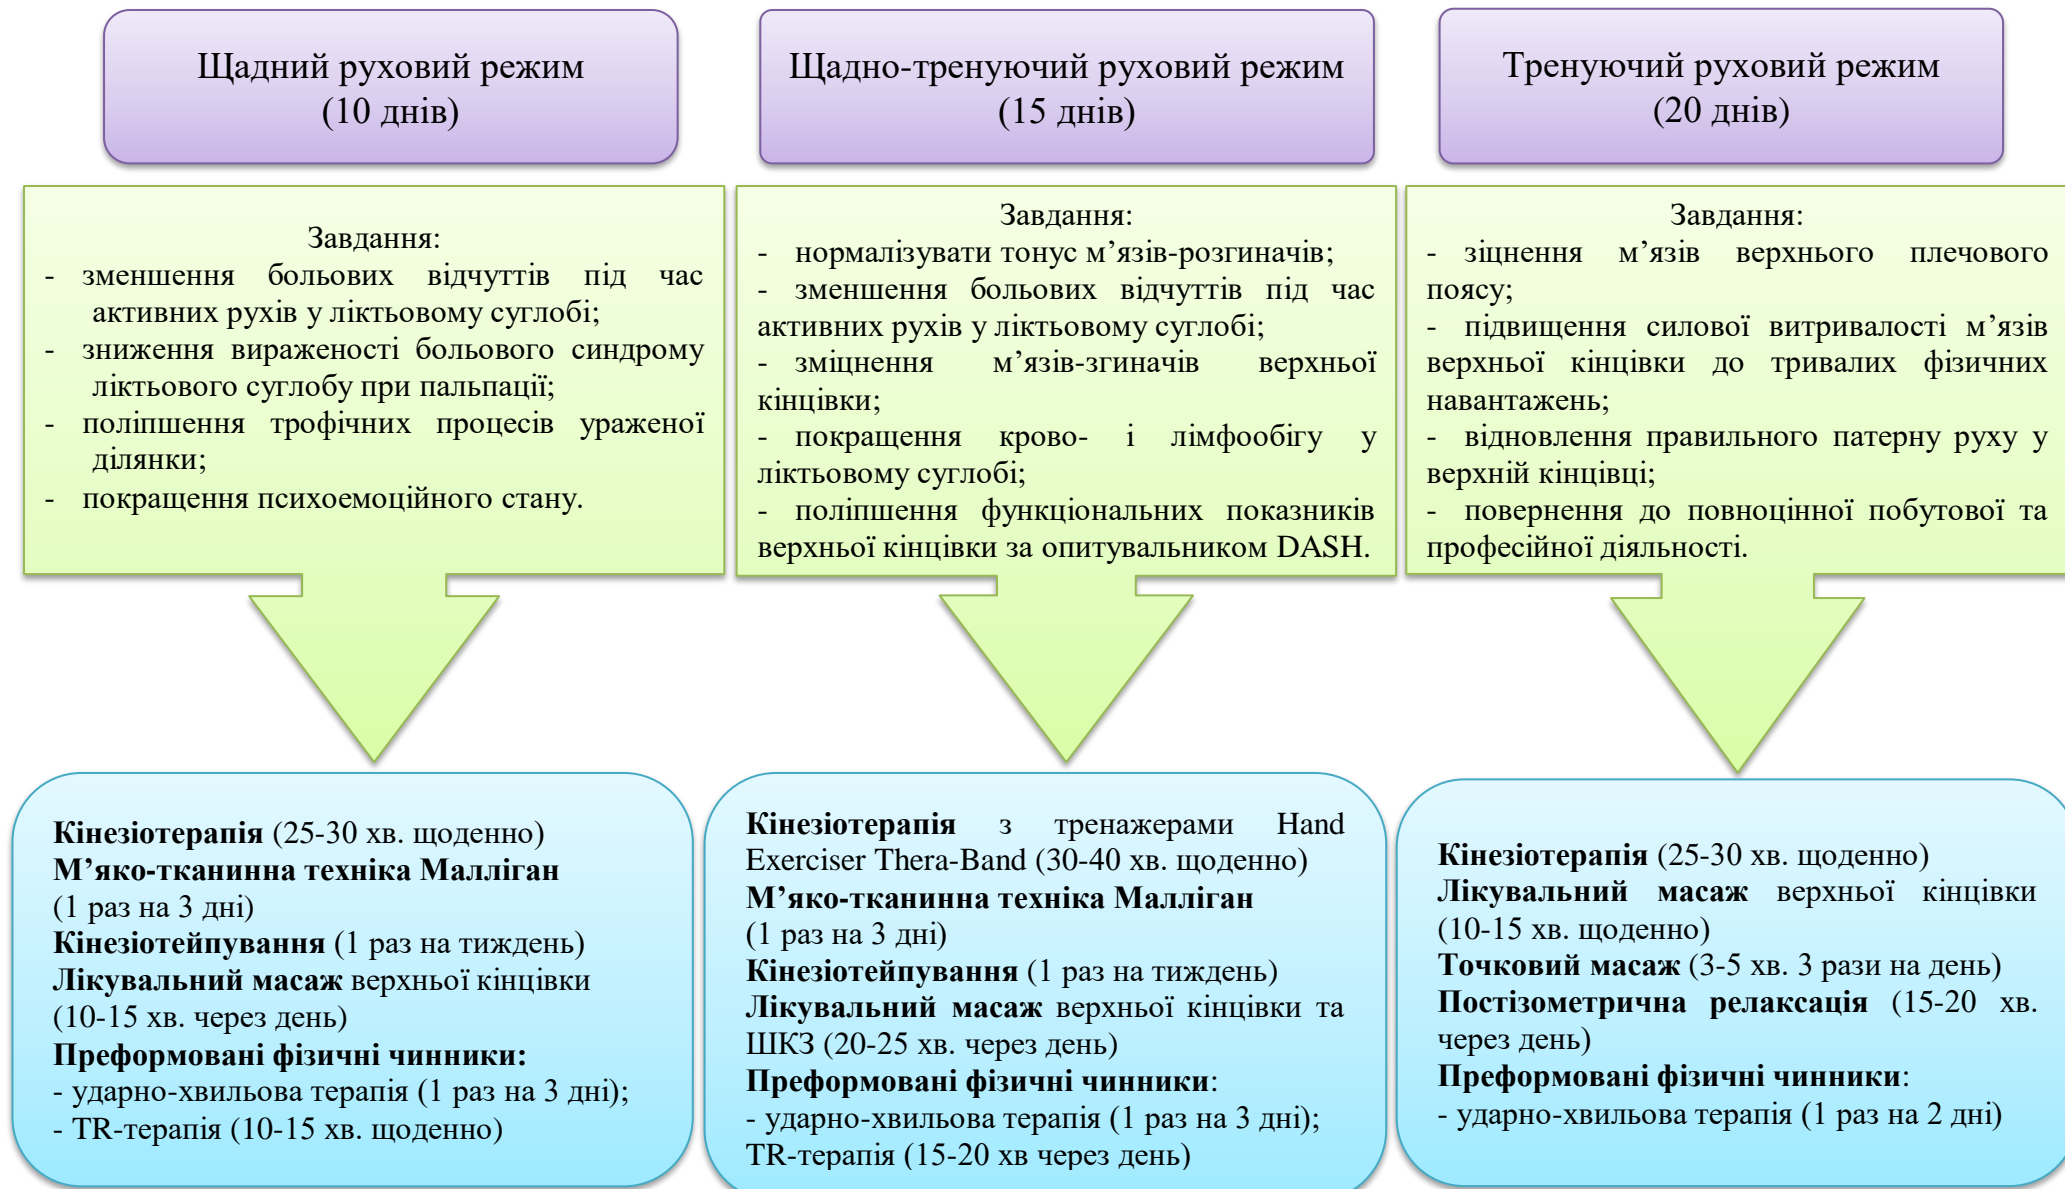 Щадний руховий режим
(10 днів)
Щадно-тренуючий руховий режим
(15 днів)
Тренуючий руховий режим
(20 днів)
Завдання:
- зменшення больових відчуттів під час
активних рухів у ліктьовому суглобі;
- зниження вираженості больового синдрому
ліктьового суглобу при пальпації;
- поліпшення трофічних процесів ураженої
ділянки;
- покращення психоемоційного стану.
Завдання:
- нормалізувати тонус м’язів-розгиначів;
- зменшення больових відчуттів під час
активних рухів у ліктьовому суглобі;
- зміцнення м’язів-згиначів верхньої
кінцівки;
- покращення крово- і лімфообігу у
ліктьовому суглобі;
- поліпшення функціональних показників
верхньої кінцівки за опитувальником DASH.
Завдання:
- зіцнення м’язів верхнього плечового
поясу;
- підвищення силової витривалості м’язів
верхньої кінцівки до тривалих фізичних
навантажень;
- відновлення правильного патерну руху у
верхній кінцівці;
- повернення до повноцінної побутової та
професійної діяльності.
Кінезіотерапія (25-30 хв. щоденно)
М’яко-тканинна техніка Малліган
(1 раз на 3 дні)
Кінезіотейпування (1 раз на тиждень)
Лікувальний масаж верхньої кінцівки
(10-15 хв. через день)
Преформовані фізичні чинники:
- ударно-хвильова терапія (1 раз на 3 дні);
- TR-терапія (10-15 хв. щоденно)
Кінезіотерапія з тренажерами Hand
Exerciser Thera-Band (30-40 хв. щоденно)
М’яко-тканинна техніка Малліган
(1 раз на 3 дні)
Кінезіотейпування (1 раз на тиждень)
Лікувальний масаж верхньої кінцівки та
ШКЗ (20-25 хв. через день)
Преформовані фізичні чинники:
- ударно-хвильова терапія (1 раз на 3 дні);
TR-терапія (15-20 хв через день)
Кінезіотерапія (25-30 хв. щоденно)
Лікувальний масаж верхньої кінцівки
(10-15 хв. щоденно)
Точковий масаж (3-5 хв. 3 рази на день)
Постізометрична релаксація (15-20 хв.
через день)
Преформовані фізичні чинники:
- ударно-хвильова терапія (1 раз на 2 дні)